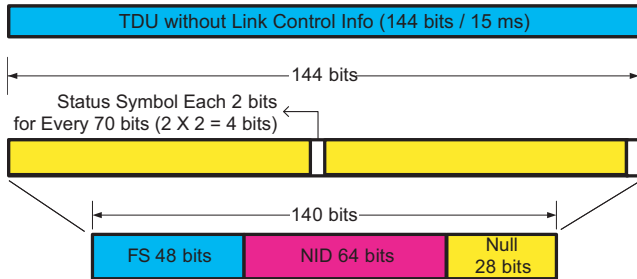 TDU without Link Control Info (144 bits / 15 ms)
144 bits
Status Symbol Each 2 bits
for Every 70 bits (2 X 2 = 4 bits)
140 bits
FS 48 bits
NID 64 bits
Null
28 bits